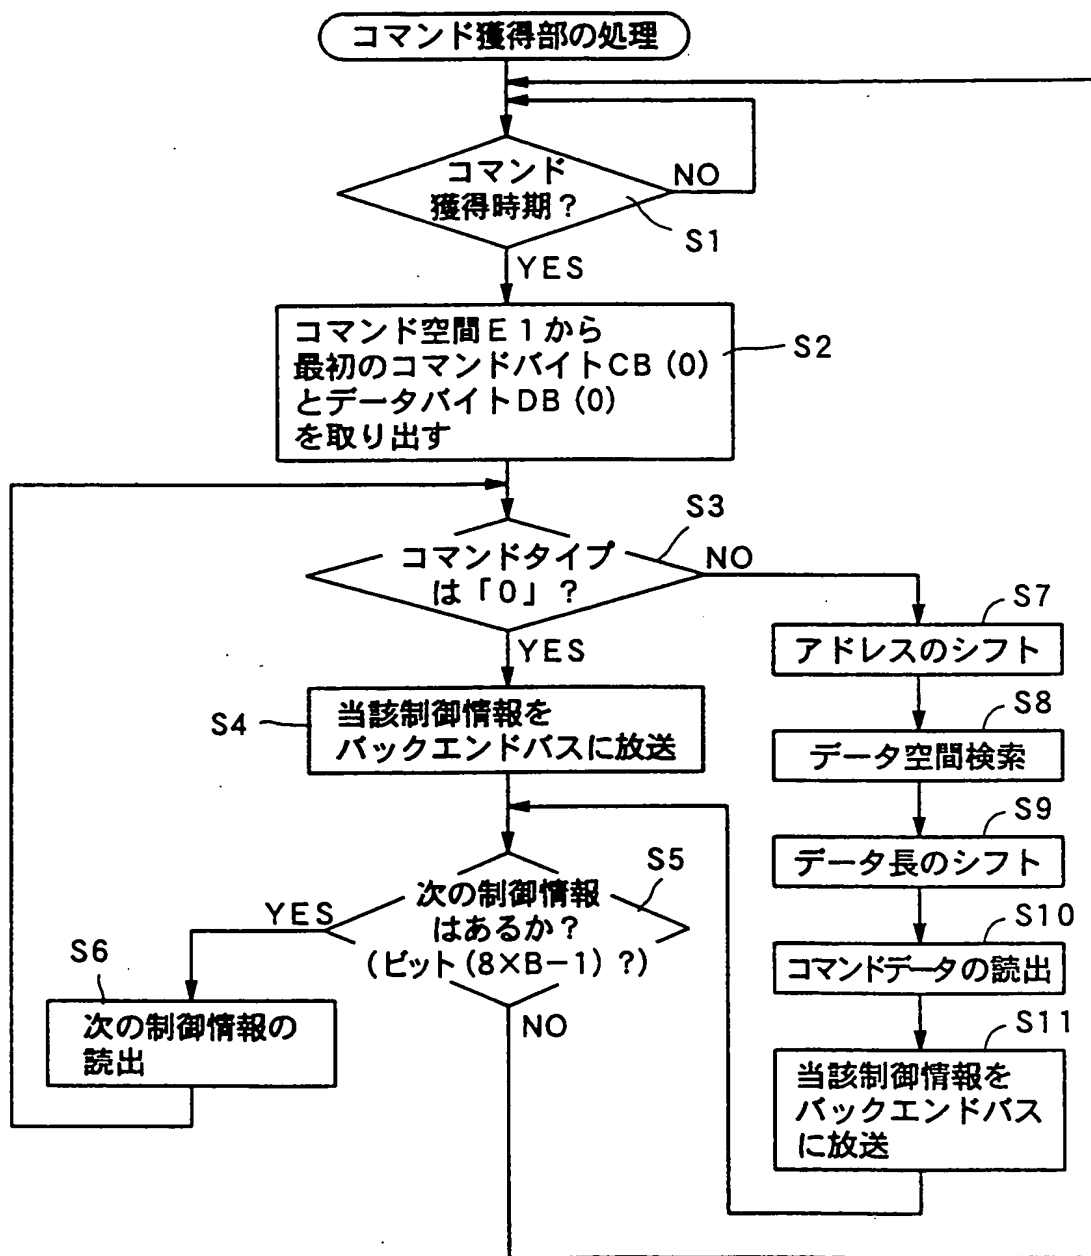 コマンド獲得部の処理
コマンド
獲得時期？
NO
S1
YES
コマンド空間E1から
最初のコマンドバイトCB(0)
とデータバイトDB(0)
を取り出す
S2
S3
コマンドタイプ
は「0」？
NO
YES
S7
アドレスのシフト
S4
当該制御情報を
バックエンドバスに放送
S8
データ空間検索
S9
データ長のシフト
S5
次の制御情報
はあるか？
(ビット(8×B−1)？)
YES
NO
S6
次の制御情報の
読出
S10
コマンドデータの読出
S11
当該制御情報を
バックエンドバス
に放送